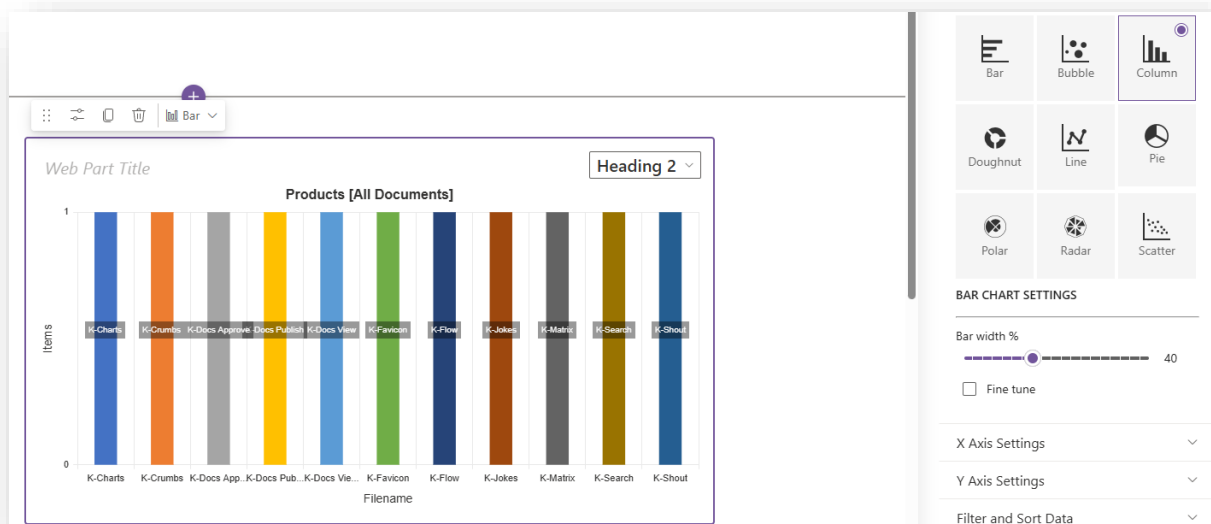 Bar
Bubble
Column
Bar
Web Part Title
Heading 2
Doughnut
Line
Pie
Products [All Documents]
1
Items
K-Charts
K-Crumbs
K-Docs Approve
-Docs Publish
K-Docs View
K-Favicon
K-Flow
K-Jokes
K-Matrix
K-Search
K-Shout
0
K-Charts
K-Crumbs
K-Docs App...
K-Docs Pub...
K-Docs Vie...
K-Favicon
K-Flow
K-Jokes
K-Matrix
K-Search
K-Shout
Filename
Polar
Radar
Scatter
BAR CHART SETTINGS
Bar width %
40
Fine tune
X Axis Settings
Y Axis Settings
Filter and Sort Data